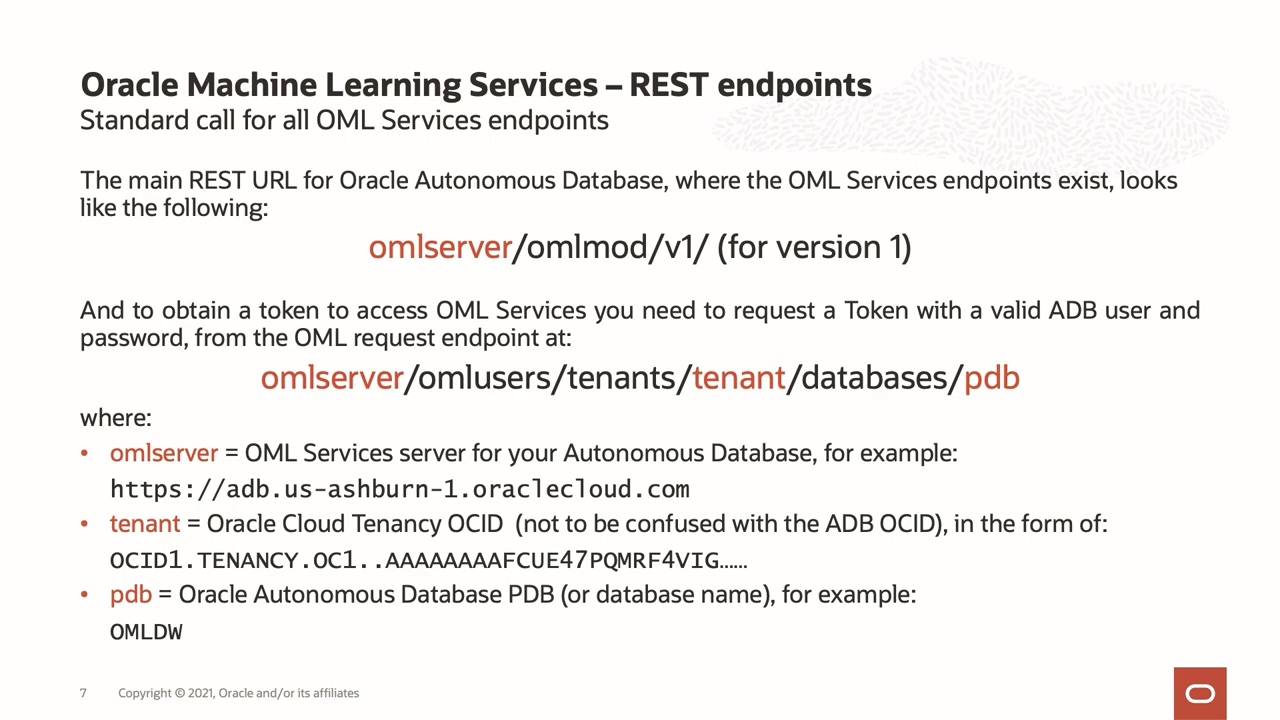 Oracle Machine Learning Services – REST endpoints
Standard call for all OML Services endpoints
The main REST URL for Oracle Autonomous Database, where the OML Services endpoints exist, looks
like the following:
omlserver/omlmod/v1/ (for version 1)
And to obtain a token to access OML Services you need to request a Token with a valid ADB user and
password, from the OML request endpoint at:
omlserver/omlusers/tenants/tenant/databases/pdb
where:
• omlserver = OML Services server for your Autonomous Database, for example:
https://adb.us-ashburn-1.oraclecloud.com
• tenant = Oracle Cloud Tenancy OCID (not to be confused with the ADB OCID), in the form of:
OCID1.TENANCY.OC1..AAAAAAAAFCUE47PQMRF4VIG……
• pdb = Oracle Autonomous Database PDB (or database name), for example:
OMLDW
7 Copyright © 2021, Oracle and/or its affiliates